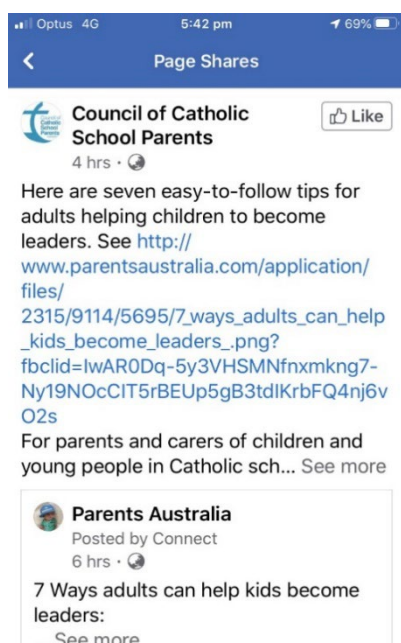 Optus 4G 5:42 pm 69%
Page Shares
Council of Catholic
School Parents
Like
4 hrs ·
Here are seven easy-to-follow tips for
adults helping children to become
leaders. See http://
www.parentsaustralia.com/application/
files/
2315/9114/5695/7_ways_adults_can_help
_kids_become_leaders_.png?
fbclid=IwAR0Dq-5y3VHSMNfnxmkng7-
Ny19NOcCIT5rBEUp5gB3tdlKrbFQ4nj6v
O2s
For parents and carers of children and
young people in Catholic sch... See more
Parents Australia
Posted by Connect
6 hrs ·
7 Ways adults can help kids become
leaders:
... See more